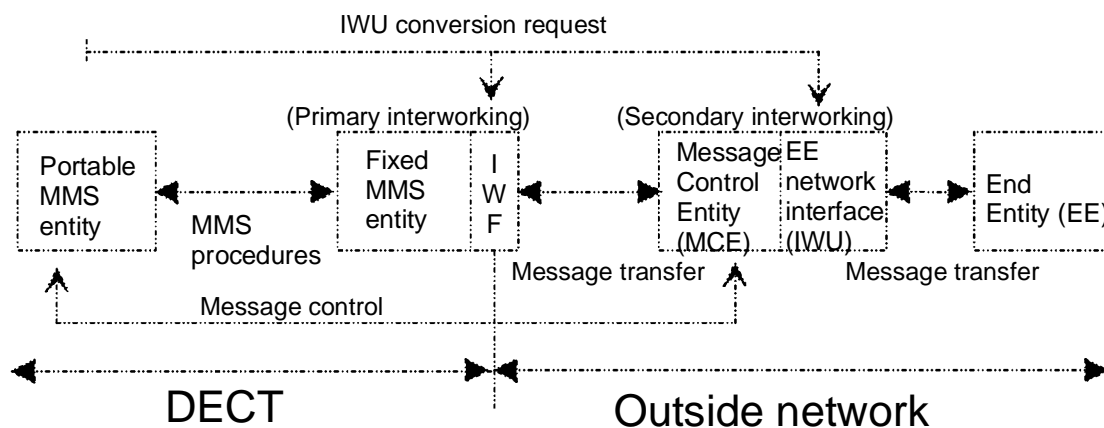 IWU conversion request
(Primary interworking)
(Secondary interworking)
Portable
MMS
entity
MMS
procedures
Fixed
MMS
entity
I
W
F
Message transfer
Message
Control
Entity
(MCE)
EE
network
interface
(IWU)
Message transfer
End
Entity (EE)
Message control
DECT
Outside network